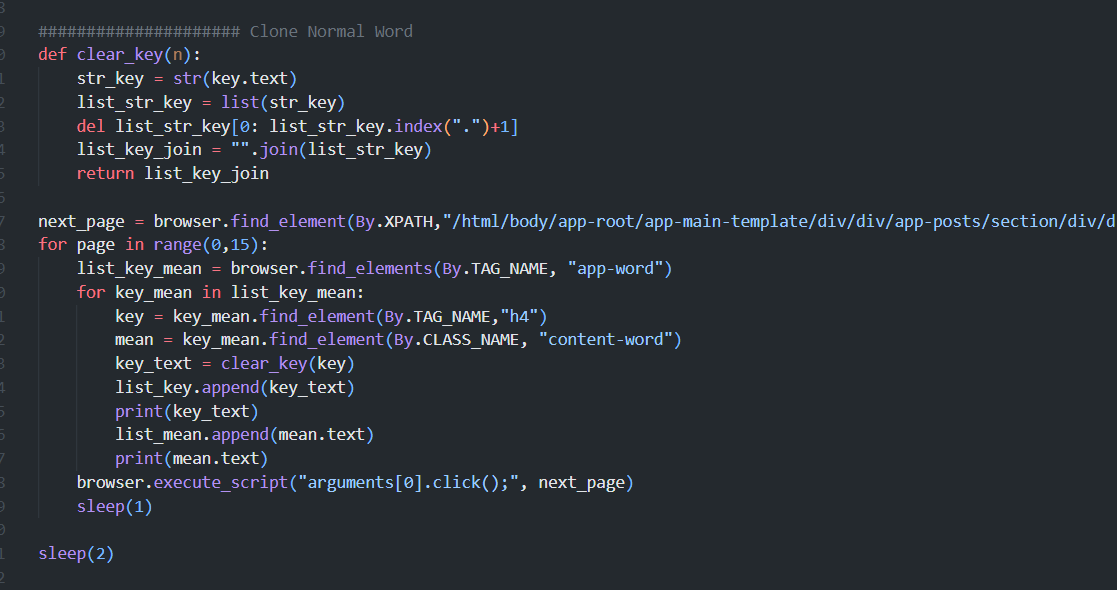 ##################### Clone Normal Word
def clear_key(n):
    str_key = str(key.text)
    list_str_key = list(str_key)
    del list_str_key[0: list_str_key.index(".")+1]
    list_key_join = "".join(list_str_key)
    return list_key_join
next_page = browser.find_element(By.XPATH,"/html/body/app-root/app-main-template/div/div/app-posts/section/div/d
for page in range(0,15):
    list_key_mean = browser.find_elements(By.TAG_NAME, "app-word")
    for key_mean in list_key_mean:
        key = key_mean.find_element(By.TAG_NAME,"h4")
        mean = key_mean.find_element(By.CLASS_NAME, "content-word")
        key_text = clear_key(key)
        list_key.append(key_text)
        print(key_text)
        list_mean.append(mean.text)
        print(mean.text)
    browser.execute_script("arguments[0].click();", next_page)
    sleep(1)
sleep(2)